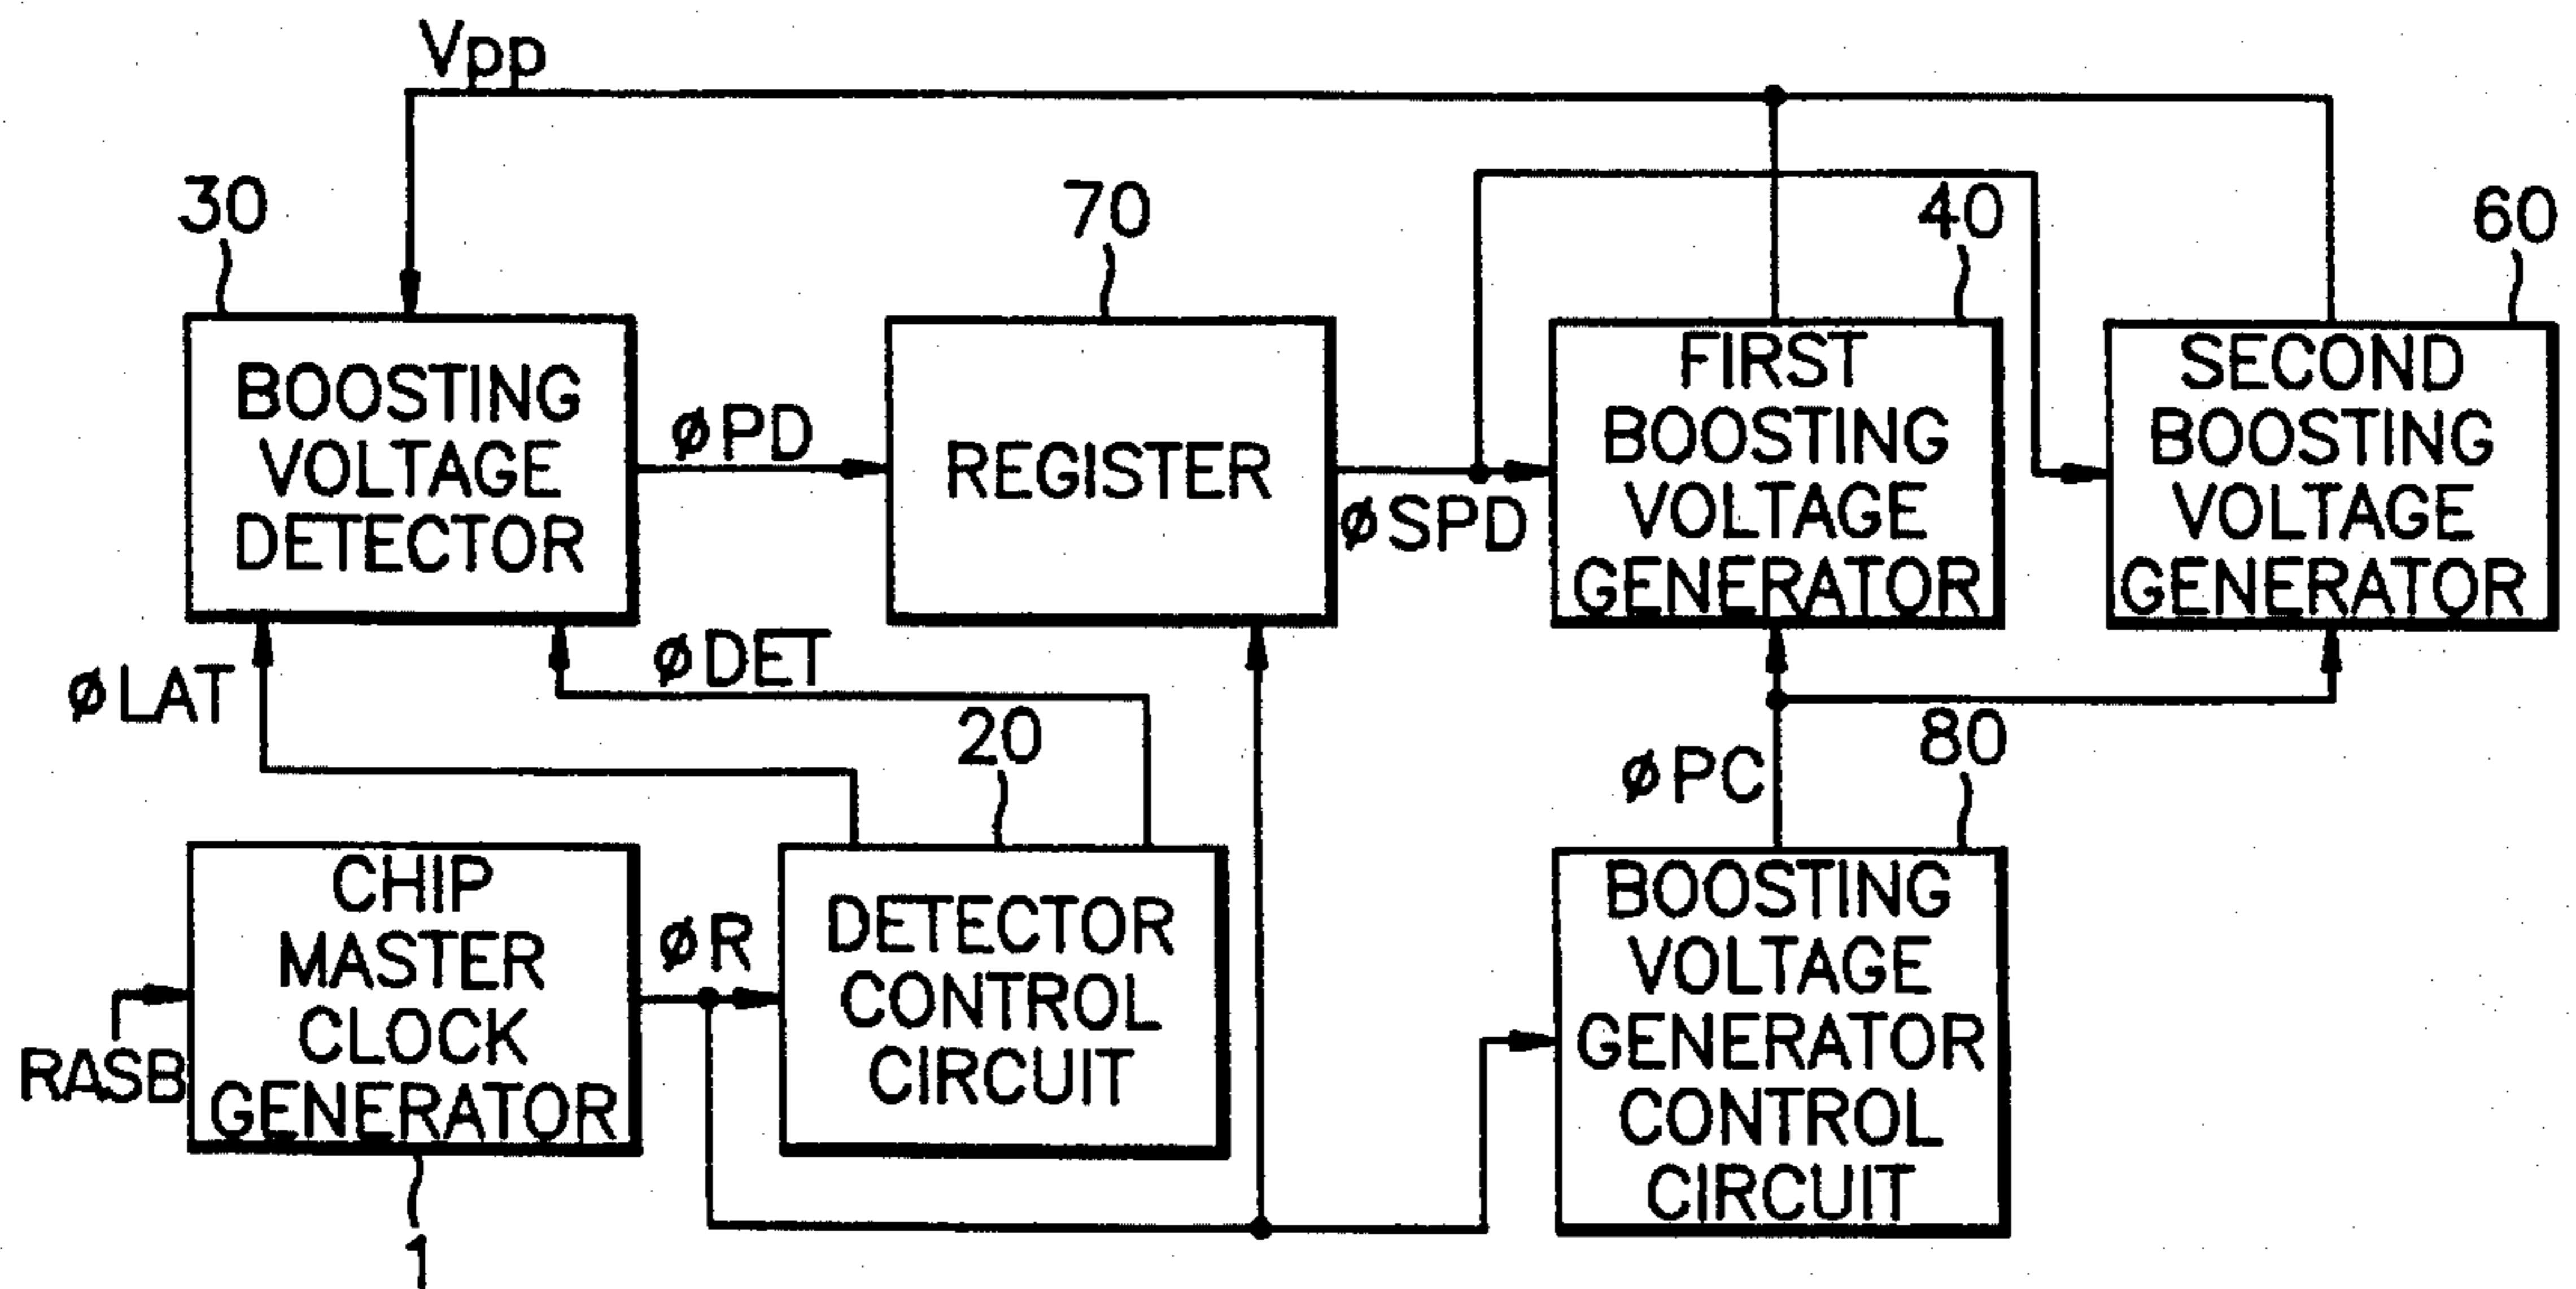 Vpp
30
70
40
60
BOOSTING
VOLTAGE
DETECTOR
øPD
REGISTER
øSPD
FIRST
BOOSTING
VOLTAGE
GENERATOR
SECOND
BOOSTING
VOLTAGE
GENERATOR
øLAT
øDET
20
øPC
80
RASB
CHIP
MASTER
CLOCK
GENERATOR
1
øR
DETECTOR
CONTROL
CIRCUIT
BOOSTING
VOLTAGE
GENERATOR
CONTROL
CIRCUIT